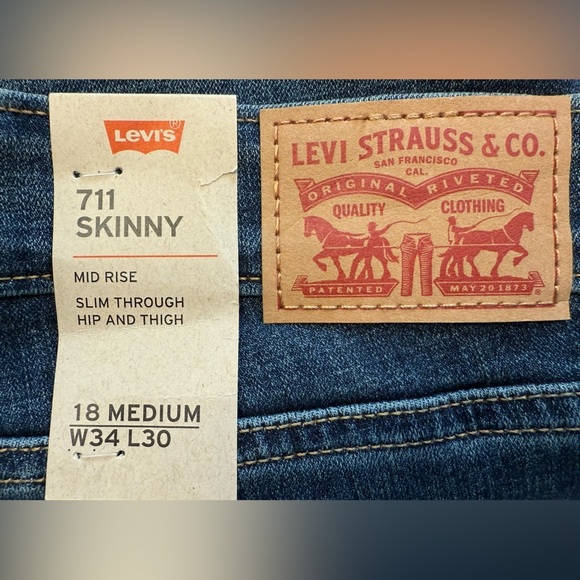 Levi's®
711
SKINNY
MID RISE
SLIM THROUGH
HIP AND THIGH
18 MEDIUM
W34 L30
LEVI STRAUSS & CO.
SAN FRANCISCO
CAL.
ORIGINAL RIVETED
QUALITY CLOTHING
PATENTED MAY 20 1873
®